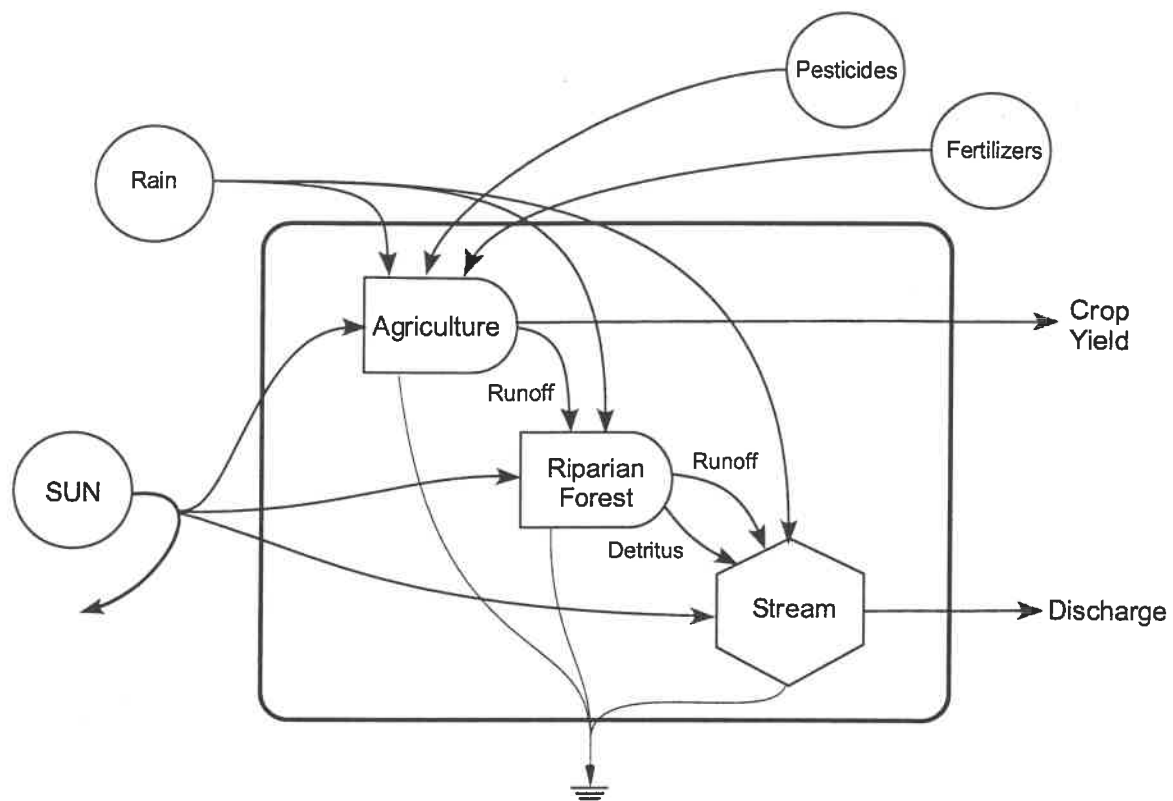 Pesticides
Fertilizers
Rain
Agriculture
Crop
Yield
Runoff
Riparian
Forest
Runoff
SUN
Detritus
Stream
Discharge